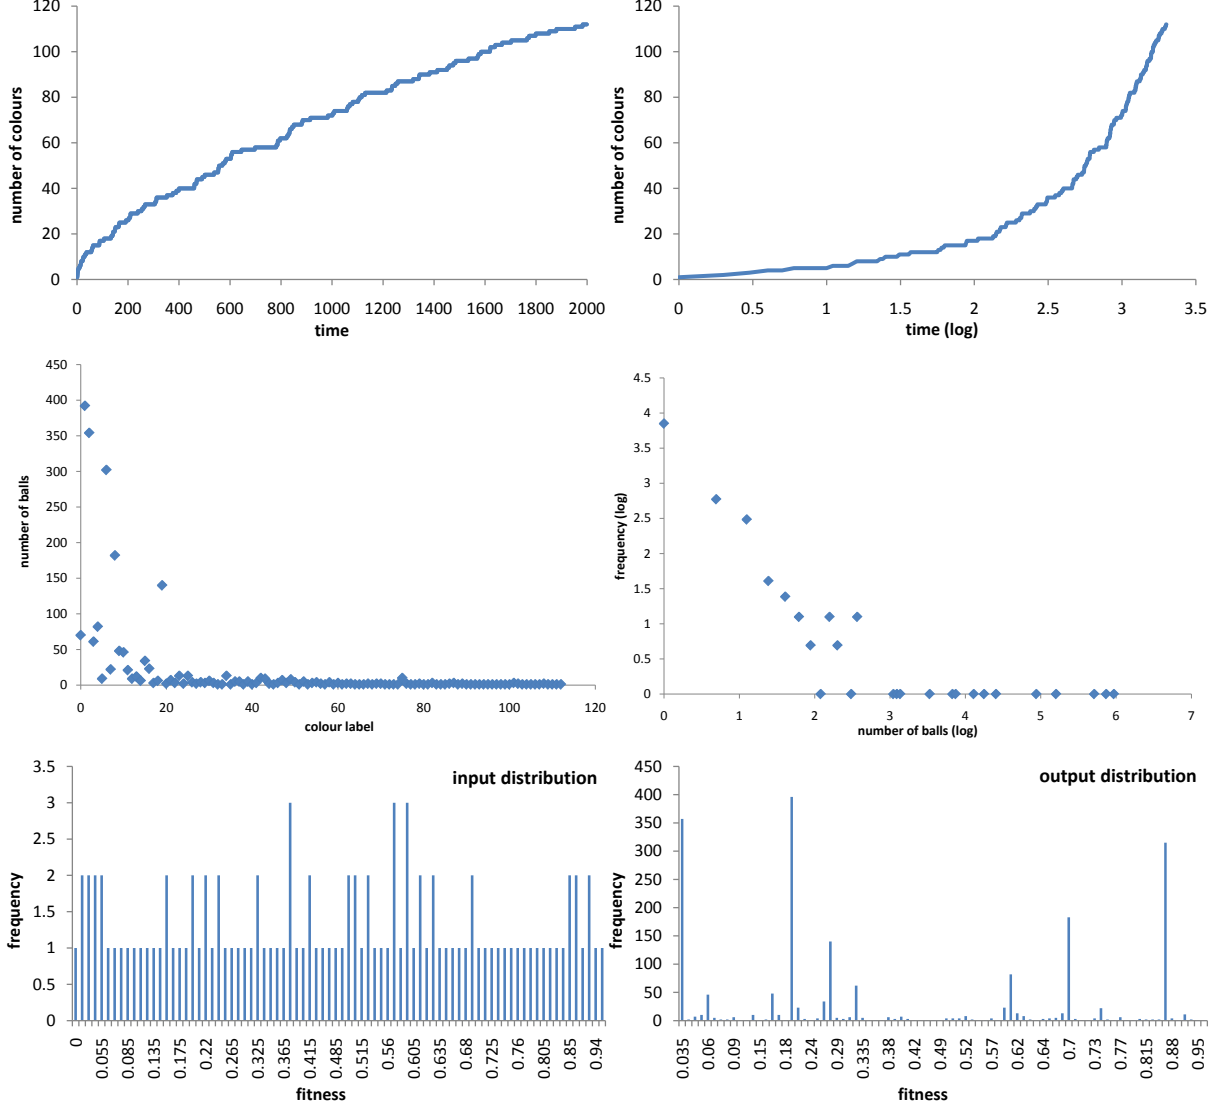 120
100
80
60
40
20
0
number of colours
0 200 400 600 800 1000 1200 1400 1600 1800 2000
time
120
100
80
60
40
20
0
number of colours
0 0.5 1 1.5 2 2.5 3 3.5
time (log)
450
400
350
300
250
200
150
100
50
0
number of balls
0 20 40 60 80 100 120
colour label
4.5
4
3.5
3
2.5
2
1.5
1
0.5
0
frequency (log)
0 1 2 3 4 5 6 7
number of balls (log)
input distribution
3.5
3
2.5
2
1.5
1
0.5
0
frequency
0 0.055 0.085 0.135 0.175 0.22 0.265 0.325 0.365 0.415 0.485 0.515 0.56 0.605 0.635 0.725 0.76 0.805 0.85 0.94
fitness
output distribution
450
400
350
300
250
200
150
100
50
0
frequency
0.035 0.06 0.09 0.15 0.18 0.24 0.29 0.335 0.38 0.42 0.49 0.52 0.57 0.62 0.64 0.7 0.73 0.77 0.815 0.88 0.95
fitness